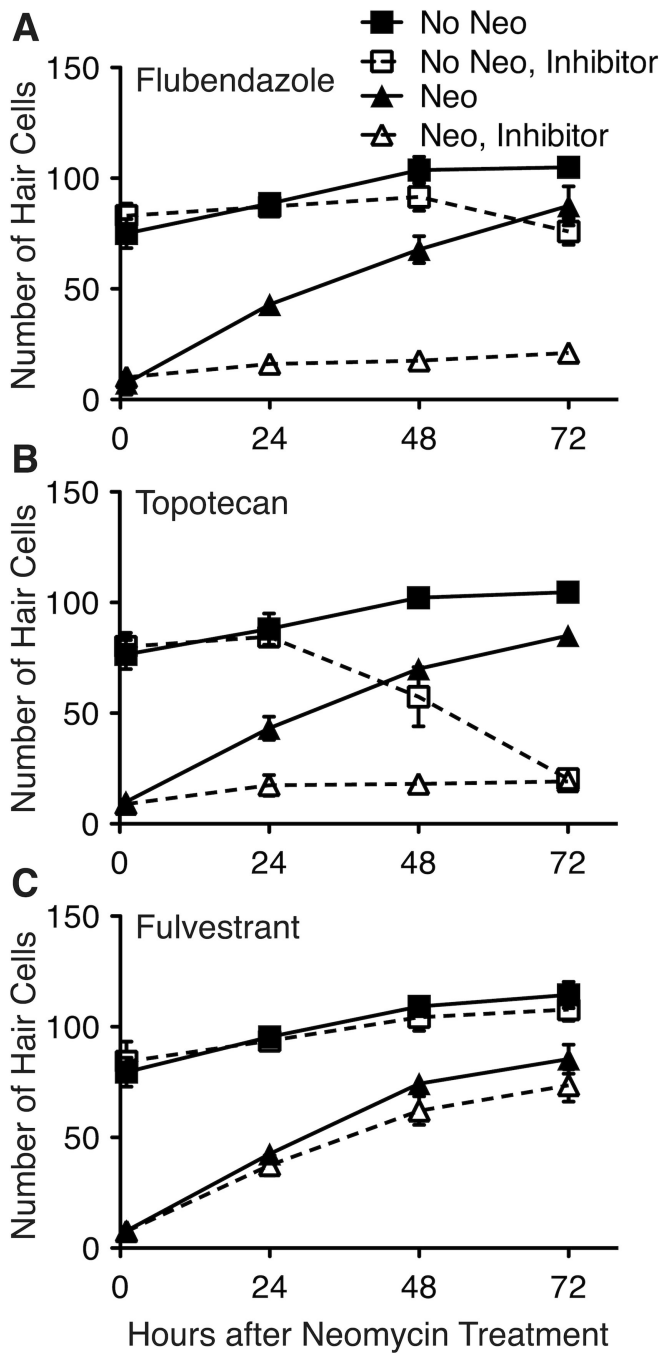 A
No Neo
No Neo, Inhibitor
Neo
Neo, Inhibitor
Flubendazole
Number of Hair Cells
150
100
50
0
0 24 48 72
B
Topotecan
Number of Hair Cells
150
100
50
0
0 24 48 72
C
Fulvestrant
Number of Hair Cells
150
100
50
0
0 24 48 72
Hours after Neomycin Treatment